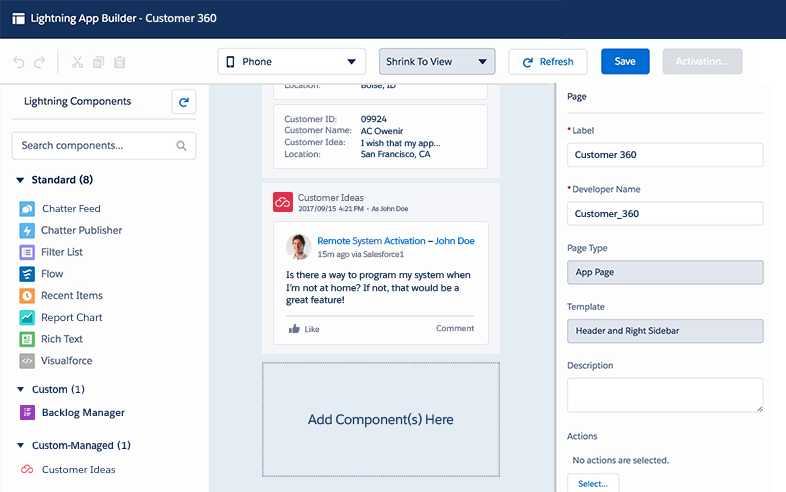 Lightning App Builder - Customer 360
Phone
Shrink To View
Refresh
Save
Activation...
Lightning Components
Search components...
Standard (8)
Chatter Feed
Chatter Publisher
Filter List
Flow
Recent Items
Report Chart
Rich Text
Visualforce
Custom (1)
Backlog Manager
Custom-Managed (1)
Customer Ideas
Location: Boise, ID
Customer ID: 09924
Customer Name: AC Owenir
Customer Idea: I wish that my app...
Location: San Francisco, CA
Customer Ideas
2017/09/15 4:21 PM • As John Doe
Remote System Activation – John Doe
15m ago via Salesforce1
Is there a way to program my system when
I'm not at home? If not, that would be a
great feature!
Like Comment
Add Component(s) Here
Page
* Label
Customer 360
* Developer Name
Customer_360
Page Type
App Page
Template
Header and Right Sidebar
Description
Actions
No actions are selected.
Select...